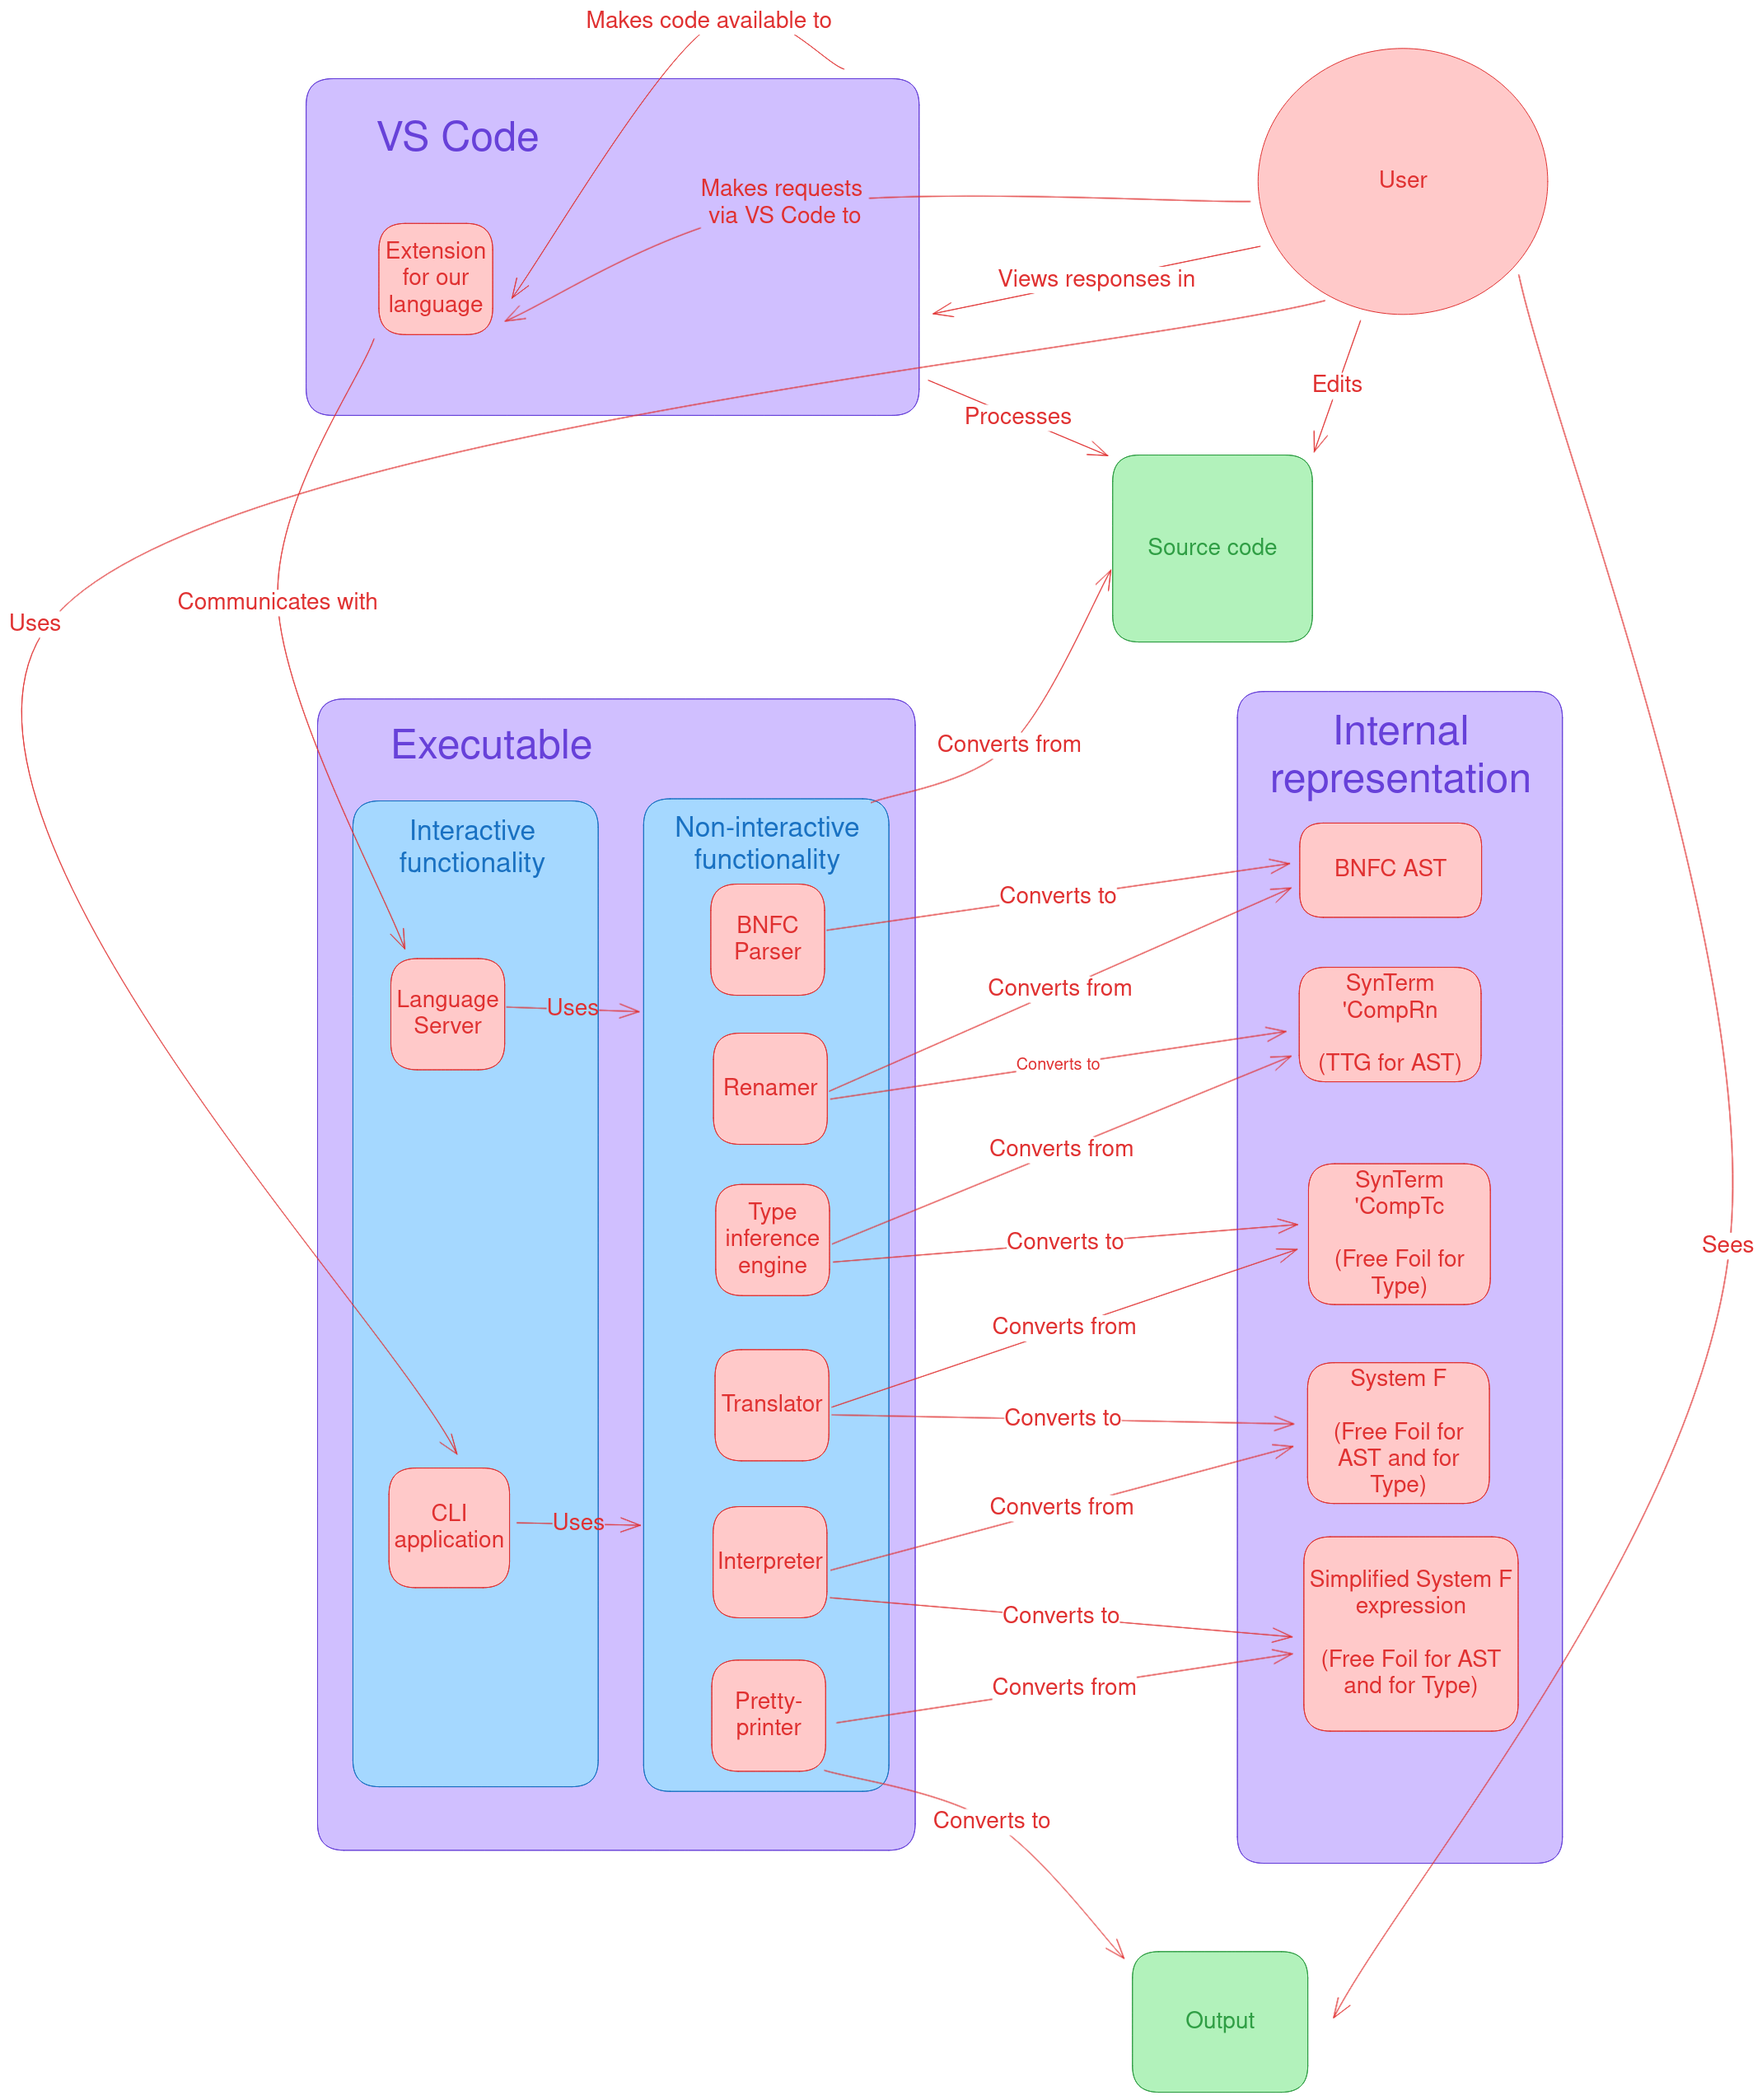 Makes code available to
VS Code
User
Makes requests
via VS Code to
Extension
for our
language
Views responses in
Edits
Processes
Source code
Communicates with
Uses
Executable
Internal
representation
Converts from
Interactive
functionality
Non-interactive
functionality
BNFC
Parser
Converts to
BNFC AST
Language
Server
Uses
Converts from
SynTerm
'CompRn
(TTG for AST)
Renamer
Converts to
Converts from
Type
inference
engine
Converts to
SynTerm
'CompTc
(Free Foil for
Type)
Sees
Converts from
Translator
Converts to
System F
(Free Foil for
AST and for
Type)
CLI
application
Uses
Converts from
Interpreter
Converts to
Simplified System F
expression
(Free Foil for AST
and for Type)
Converts from
Pretty-
printer
Converts to
Output